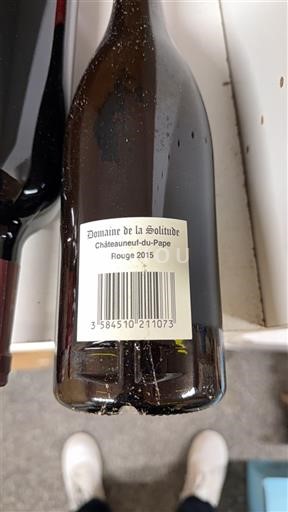 Domaine de la Solitude
Châteauneuf-du-Pape
Rouge 2015
3 584510 211073